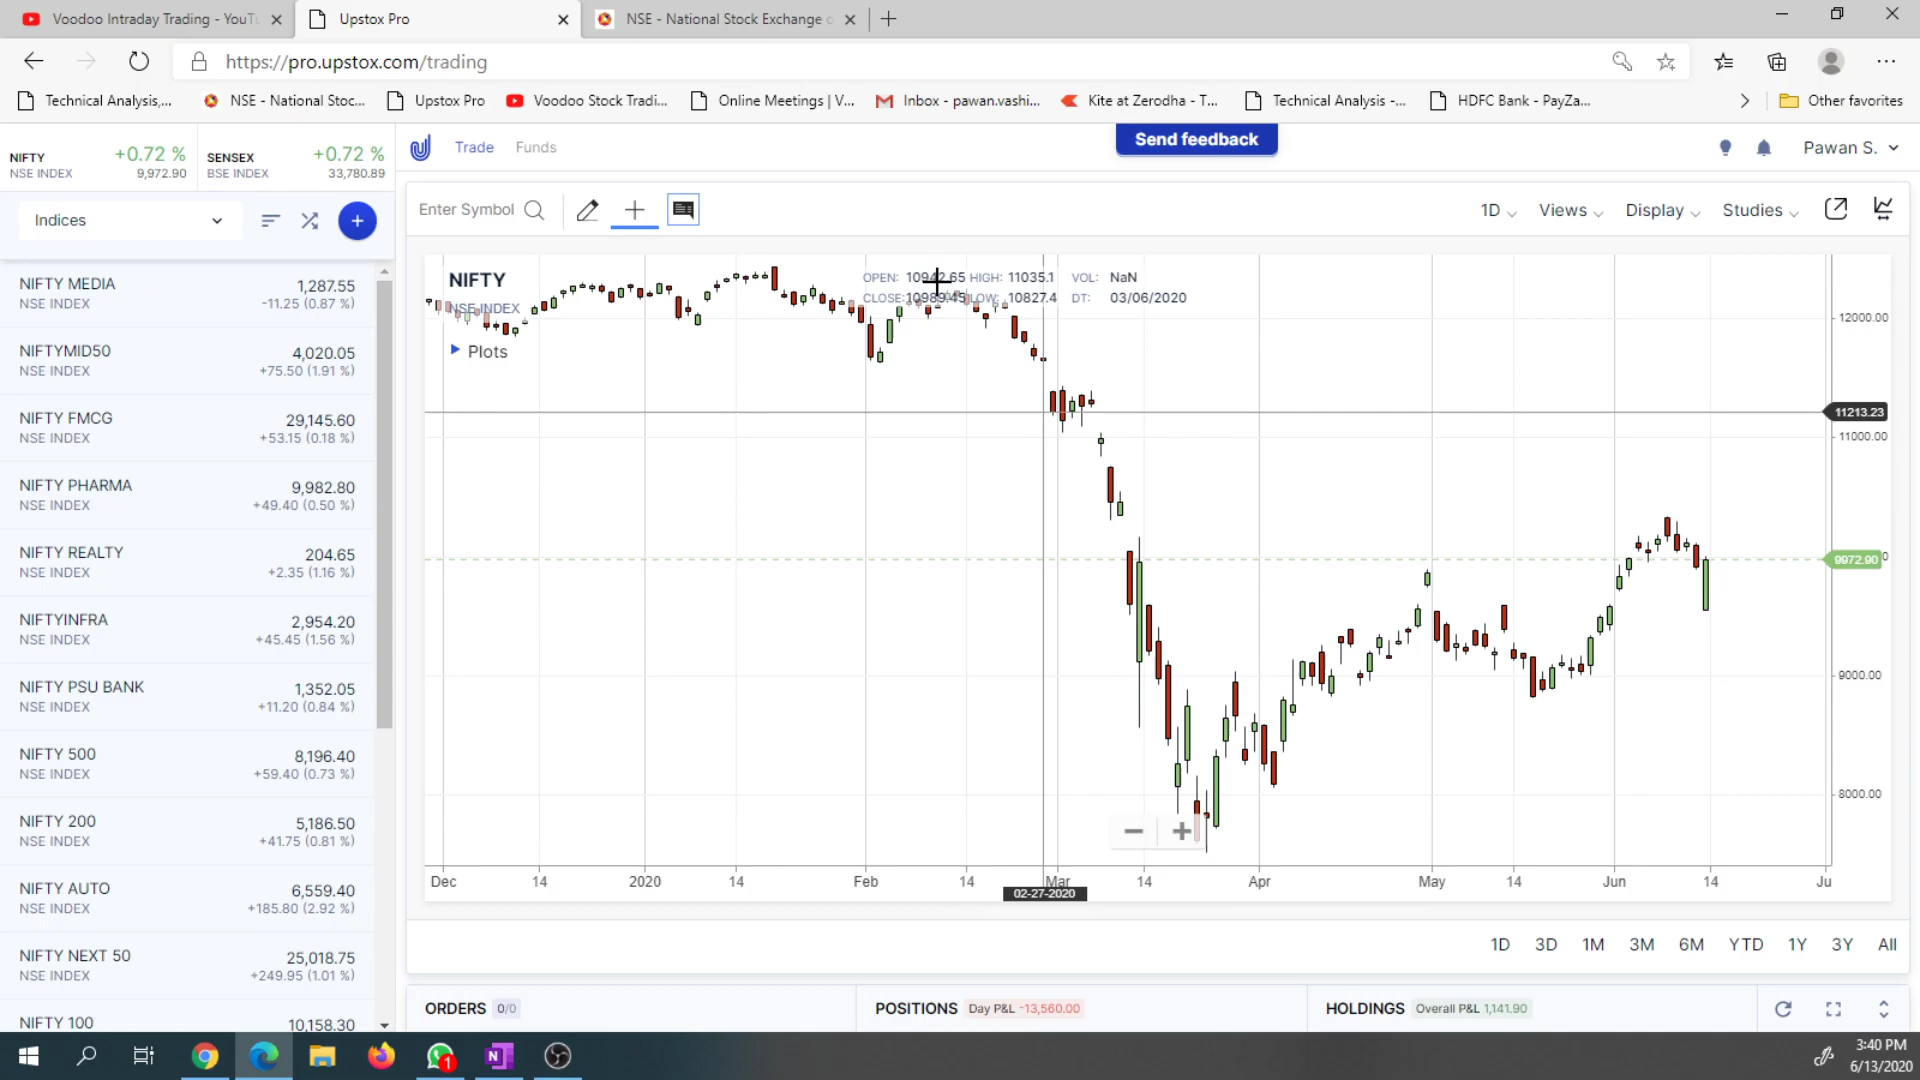 Voodoo Intraday Trading - YouTu
Upstox Pro
NSE - National Stock Exchange o
https://pro.upstox.com/trading
Technical Analysis,...
NSE - National Stoc...
Upstox Pro
Voodoo Stock Tradi...
Online Meetings | V...
Inbox - pawan.vashi...
Kite at Zerodha - T...
Technical Analysis -...
HDFC Bank - PayZa...
Other favorites
NIFTY +0.72 %
NSE INDEX 9,972.90
SENSEX +0.72 %
BSE INDEX 33,780.89
Trade Funds
Send feedback
Pawan S.
Indices
Enter Symbol
1D Views Display Studies
NIFTY MEDIA 1,287.55
NSE INDEX -11.25 (0.87 %)
NIFTYMID50 4,020.05
NSE INDEX +75.50 (1.91 %)
NIFTY FMCG 29,145.60
NSE INDEX +53.15 (0.18 %)
NIFTY PHARMA 9,982.80
NSE INDEX +49.40 (0.50 %)
NIFTY REALTY 204.65
NSE INDEX +2.35 (1.16 %)
NIFTYINFRA 2,954.20
NSE INDEX +45.45 (1.56 %)
NIFTY PSU BANK 1,352.05
NSE INDEX +11.20 (0.84 %)
NIFTY 500 8,196.40
NSE INDEX +59.40 (0.73 %)
NIFTY 200 5,186.50
NSE INDEX +41.75 (0.81 %)
NIFTY AUTO 6,559.40
NSE INDEX +185.80 (2.92 %)
NIFTY NEXT 50 25,018.75
NSE INDEX +249.95 (1.01 %)
NIFTY 100 10,158.30
NIFTY
NSE INDEX
Plots
OPEN: 10942.65 HIGH: 11035.1 VOL: NaN
CLOSE: 10989.45 LOW: 10827.4 DT: 03/06/2020
12000.00
11213.23
11000.00
9972.90
9000.00
8000.00
Dec 14 2020 14 Feb 14 Mar 14 Apr May 14 Jun 14 Ju
02-27-2020
1D 3D 1M 3M 6M YTD 1Y 3Y All
ORDERS 0/0
POSITIONS Day P&L -13,560.00
HOLDINGS Overall P&L 1,141.90
1
3:40 PM
6/13/2020